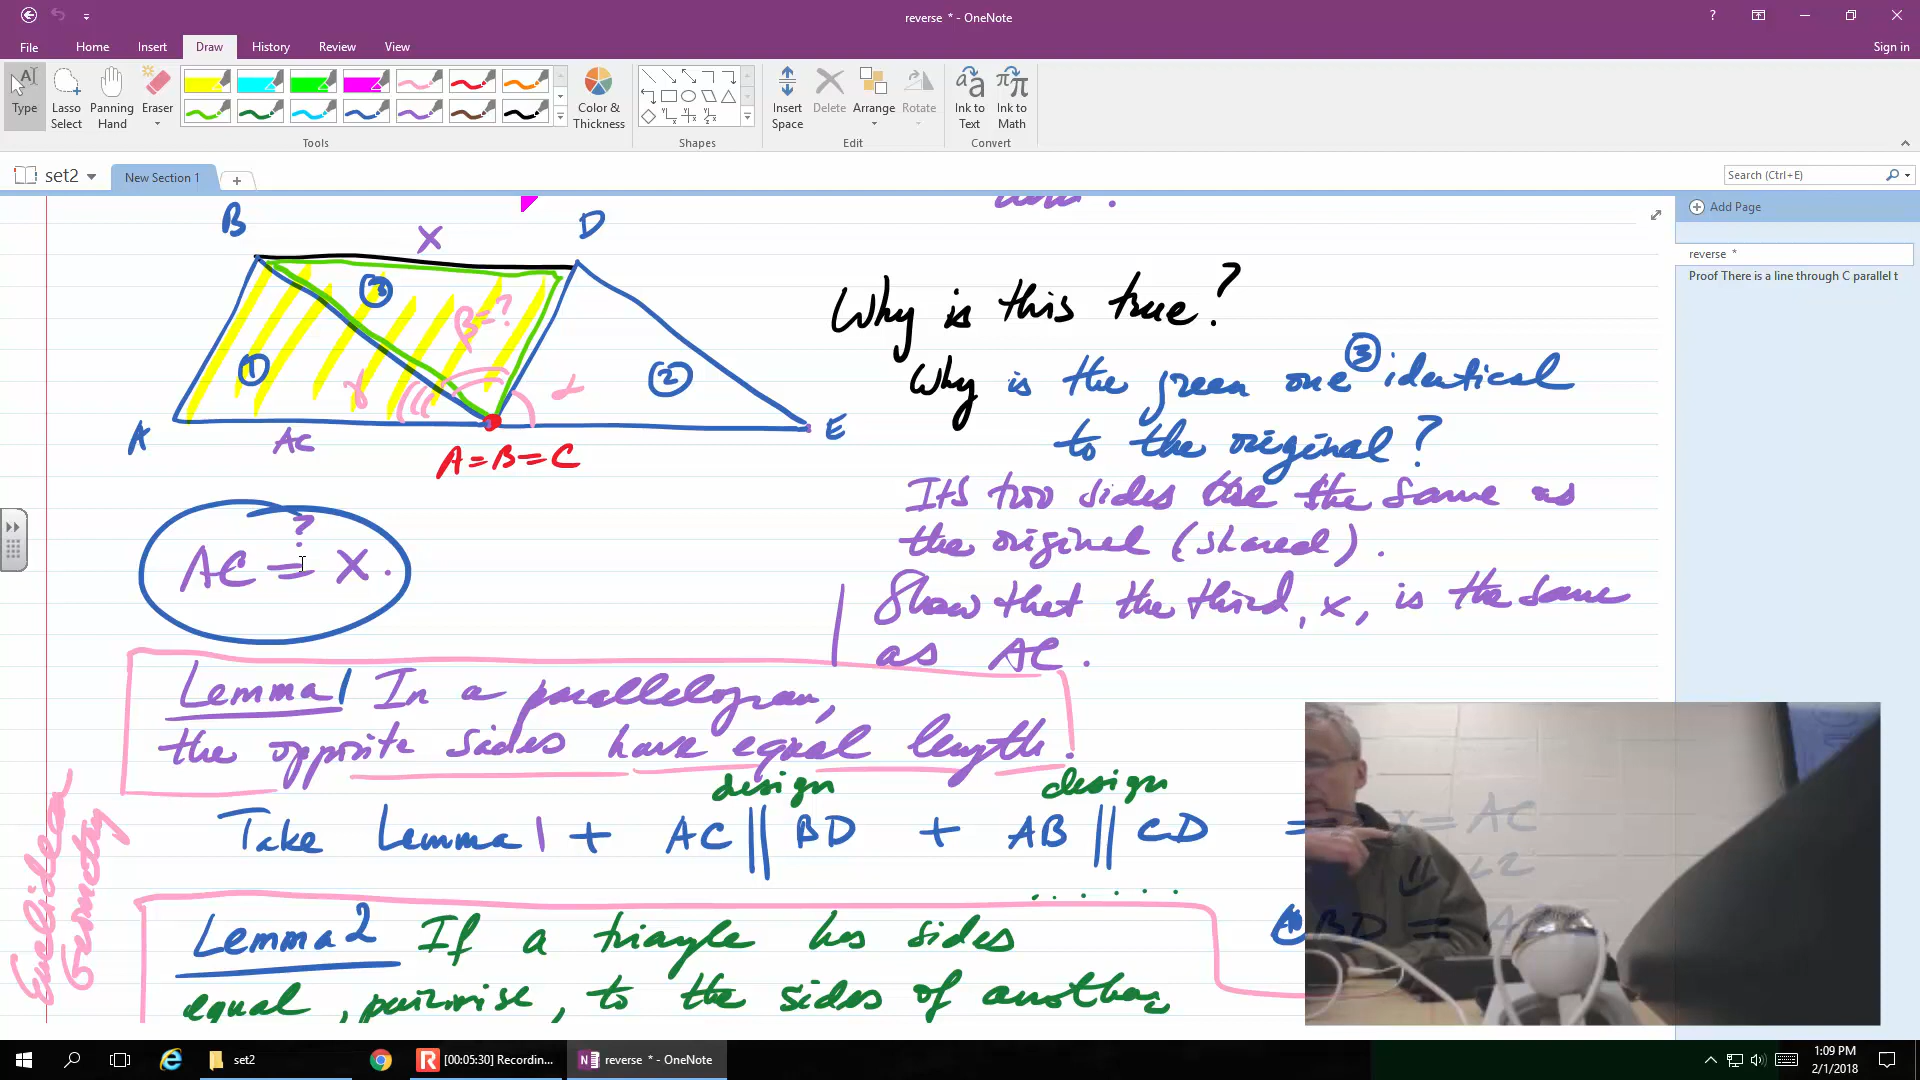 reverse * - OneNote
File Home Insert Draw History Review View
Sign in
Type
Lasso Select
Panning Hand
Eraser
Color & Thickness
Insert Space
Delete
Arrange
Rotate
Ink to Text
Ink to Math
Tools
Shapes
Edit
Convert
set2
New Section 1
Search (Ctrl+E)
Add Page
reverse *
Proof There is a line through C parallel t
B
X
D
③
β=?
①
γ
α
②
A
AC
E
A=B=C
Why is this true?
Why is the green one ③ identical
to the original?
Its two sides are the same as
the original (shared).
Show that the third, x, is the same
as AC.
?
AC = X.
Lemma 1 In a parallelogram,
the opposite sides have equal length.
design design
Take Lemma 1 + AC || BD + AB || CD =
x = AC
⇓ L2
BD =
Lemma 2 If a triangle has sides
equal, pairwise, to the sides of another,
Euclidean
Geometry
set2
[00:05:30] Recordin...
reverse * - OneNote
1:09 PM
2/1/2018